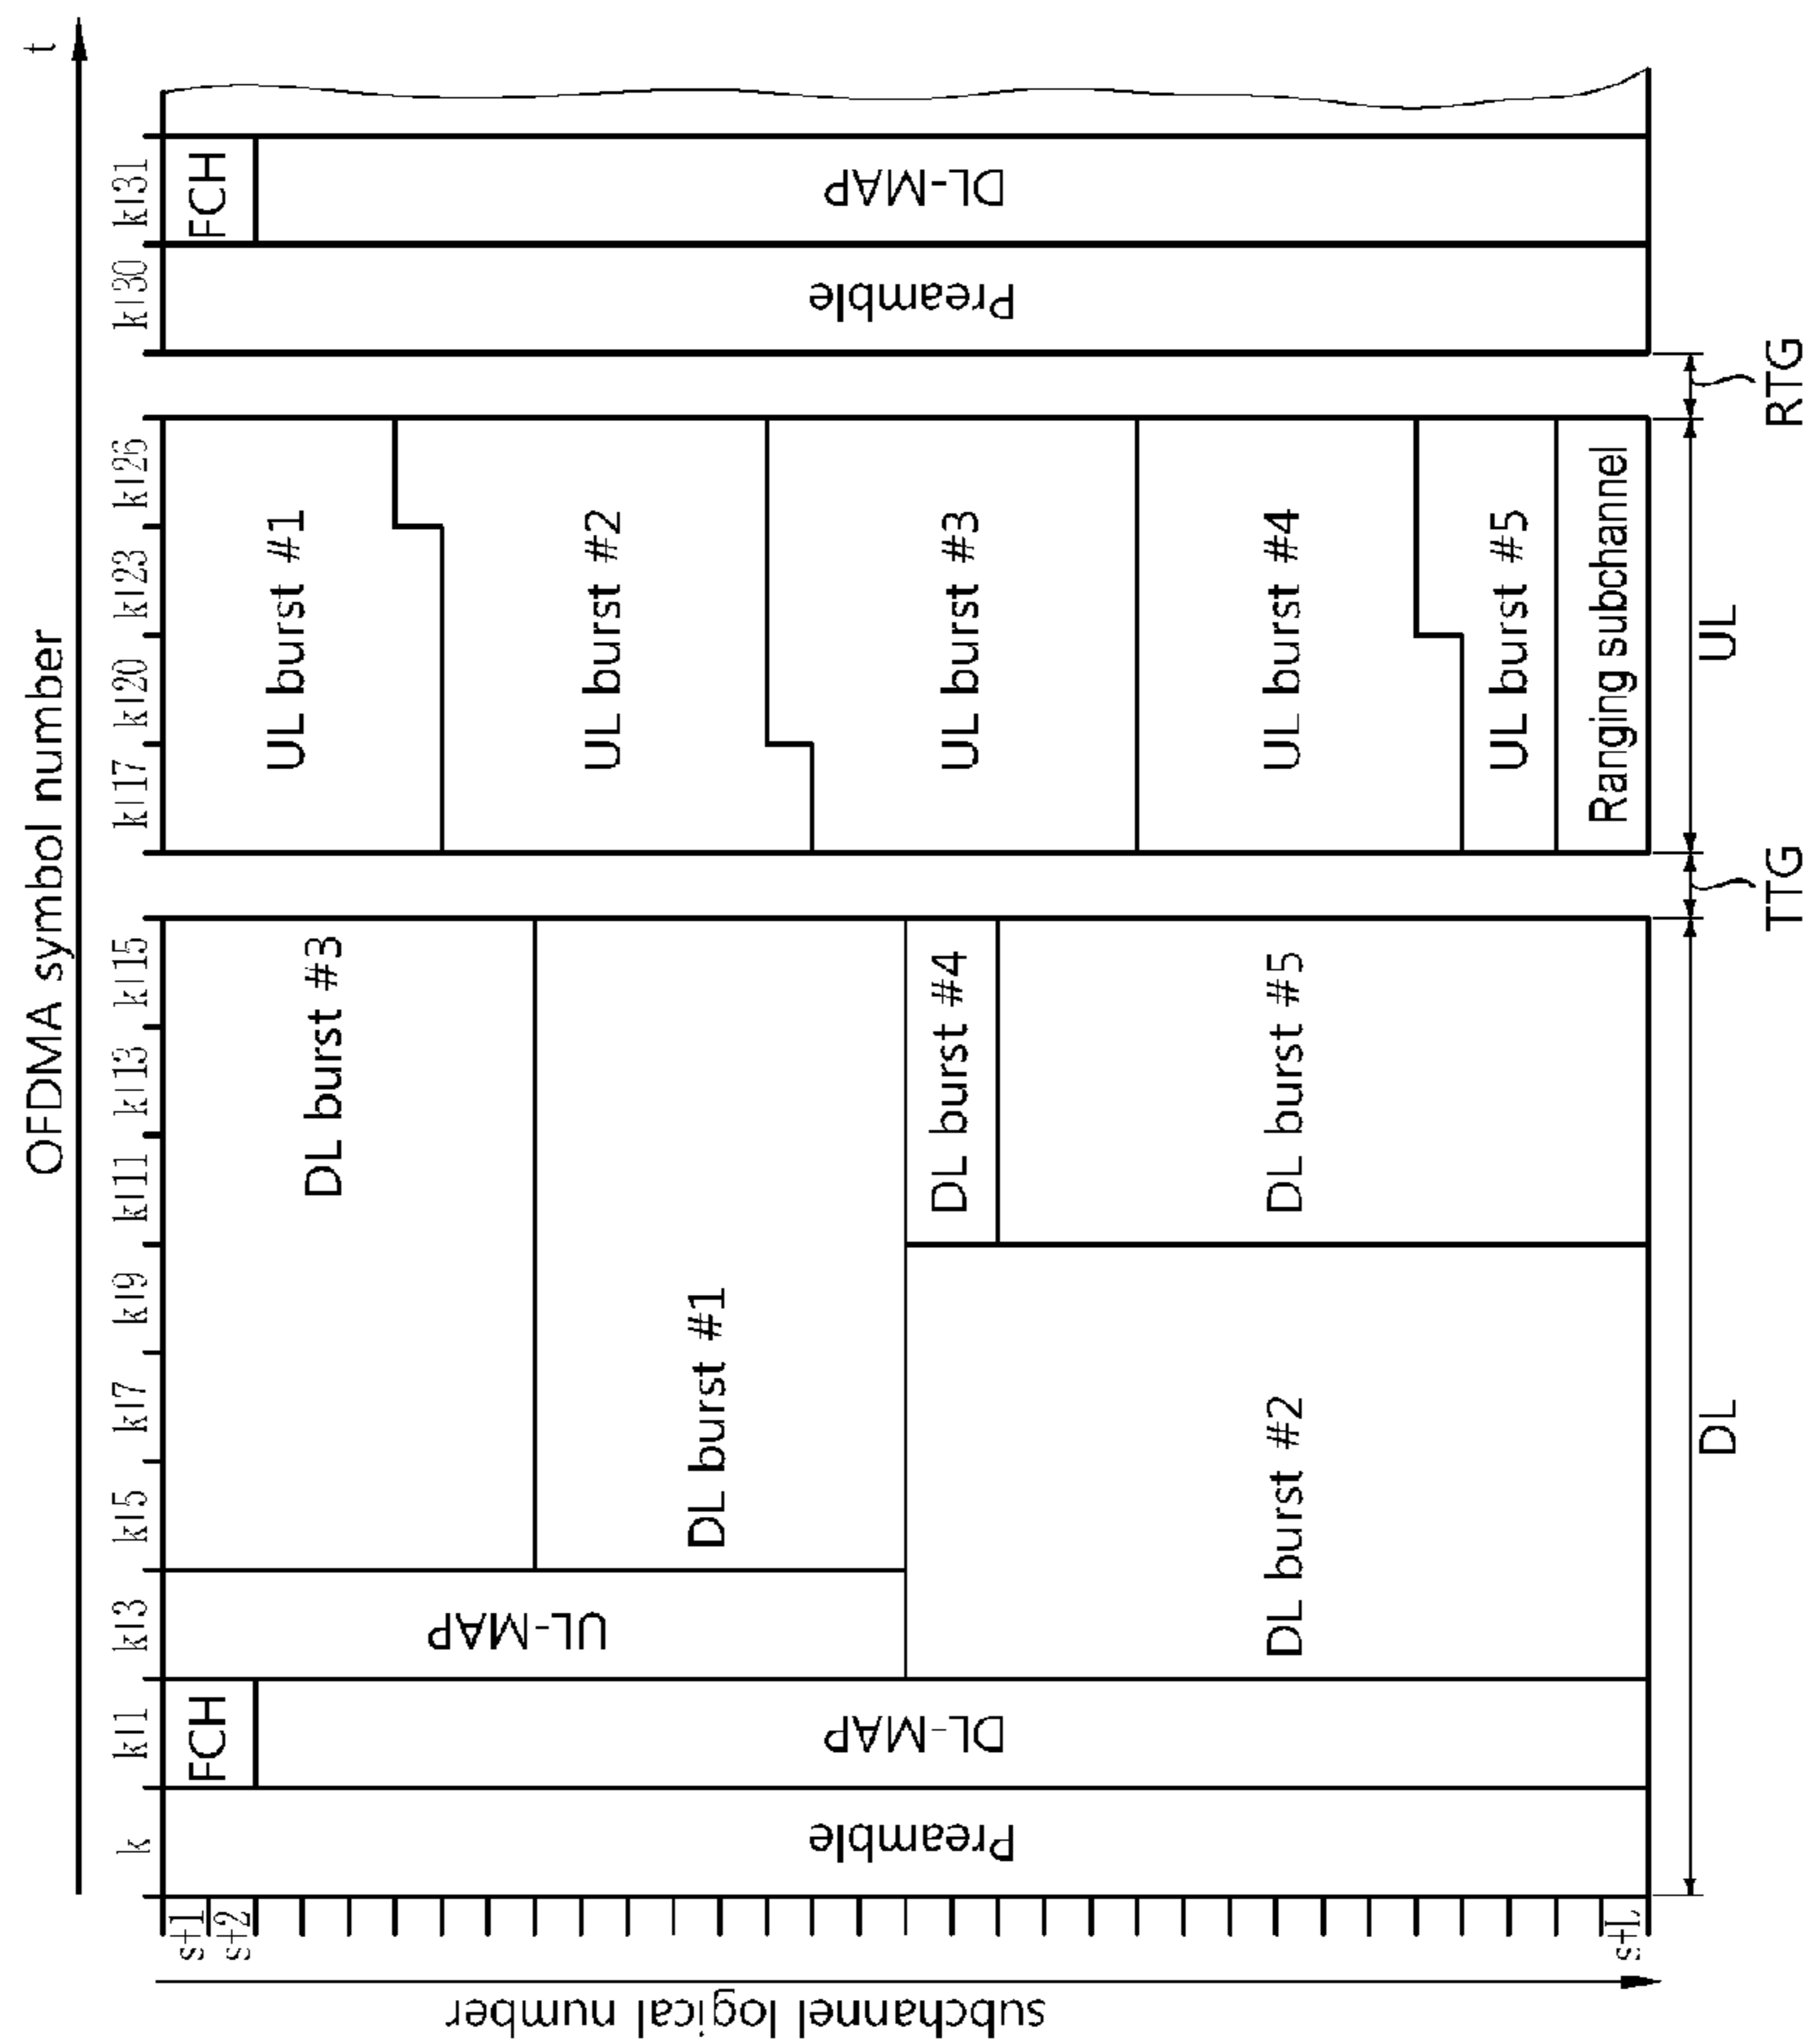 OFDMA symbol number
t
k
k+1
k+3
k+5
k+7
k+9
k+11
k+13
k+15
k+17
k+20
k+23
k+26
k+30
k+31
subchannel logical number
s+1
s+2
s+L
Preamble
FCH
DL-MAP
UL-MAP
DL burst #3
DL burst #1
DL burst #2
DL burst #4
DL burst #5
UL burst #1
UL burst #2
UL burst #3
UL burst #4
UL burst #5
Ranging subchannel
Preamble
FCH
DL-MAP
DL
TTG
UL
RTG